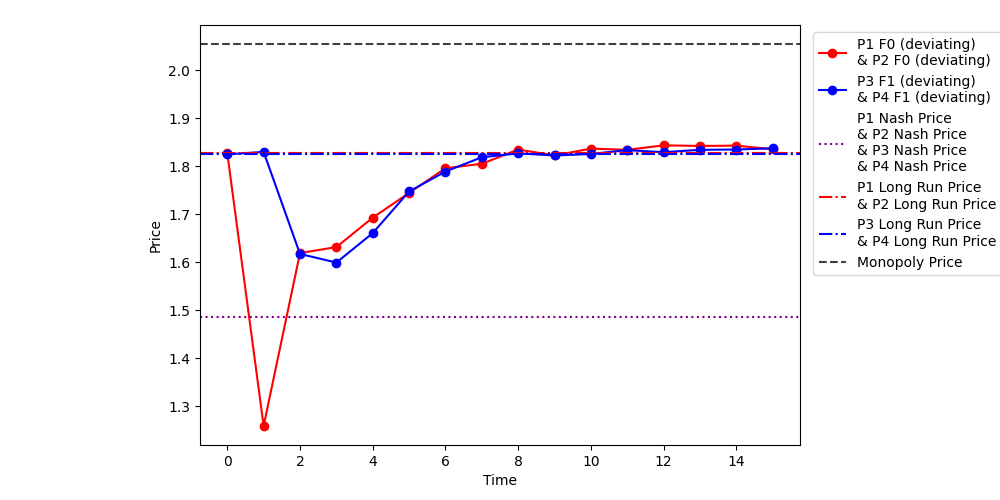 2.0
1.9
1.8
1.7
1.6
1.5
1.4
1.3
Price
0 2 4 6 8 10 12 14
Time
P1 F0 (deviating)
& P2 F0 (deviating)
P3 F1 (deviating)
& P4 F1 (deviating)
P1 Nash Price
& P2 Nash Price
& P3 Nash Price
& P4 Nash Price
P1 Long Run Price
& P2 Long Run Price
P3 Long Run Price
& P4 Long Run Price
Monopoly Price